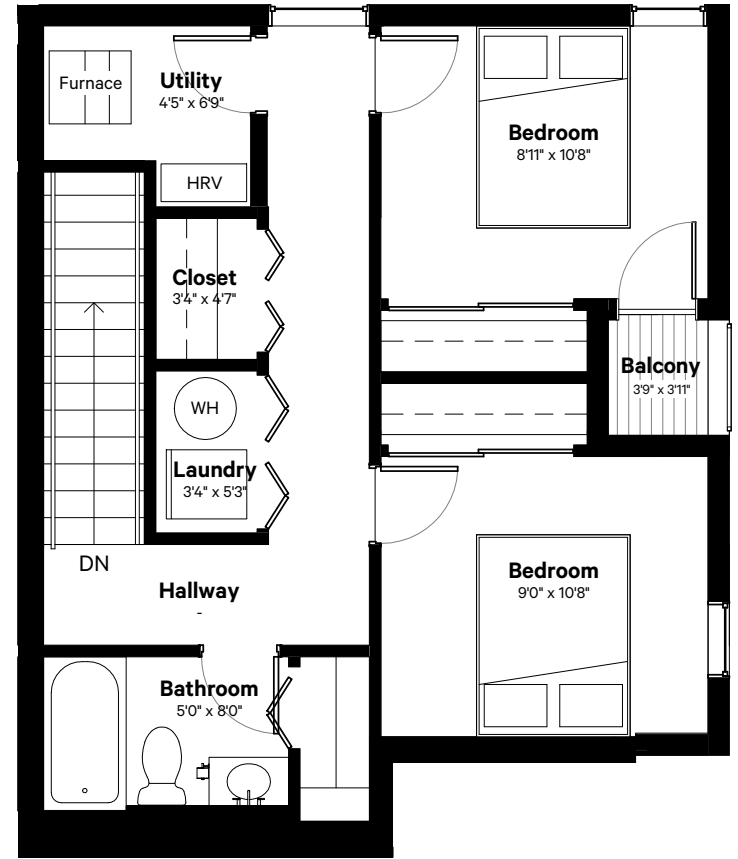 Furnace
Utility
4'5" x 6'9"
HRV
Bedroom
8'11" x 10'8"
Closet
3'4" x 4'7"
Balcony
3'9" x 3'11"
WH
Laundry
3'4" x 5'3"
DN
Hallway
-
Bedroom
9'0" x 10'8"
Bathroom
5'0" x 8'0"